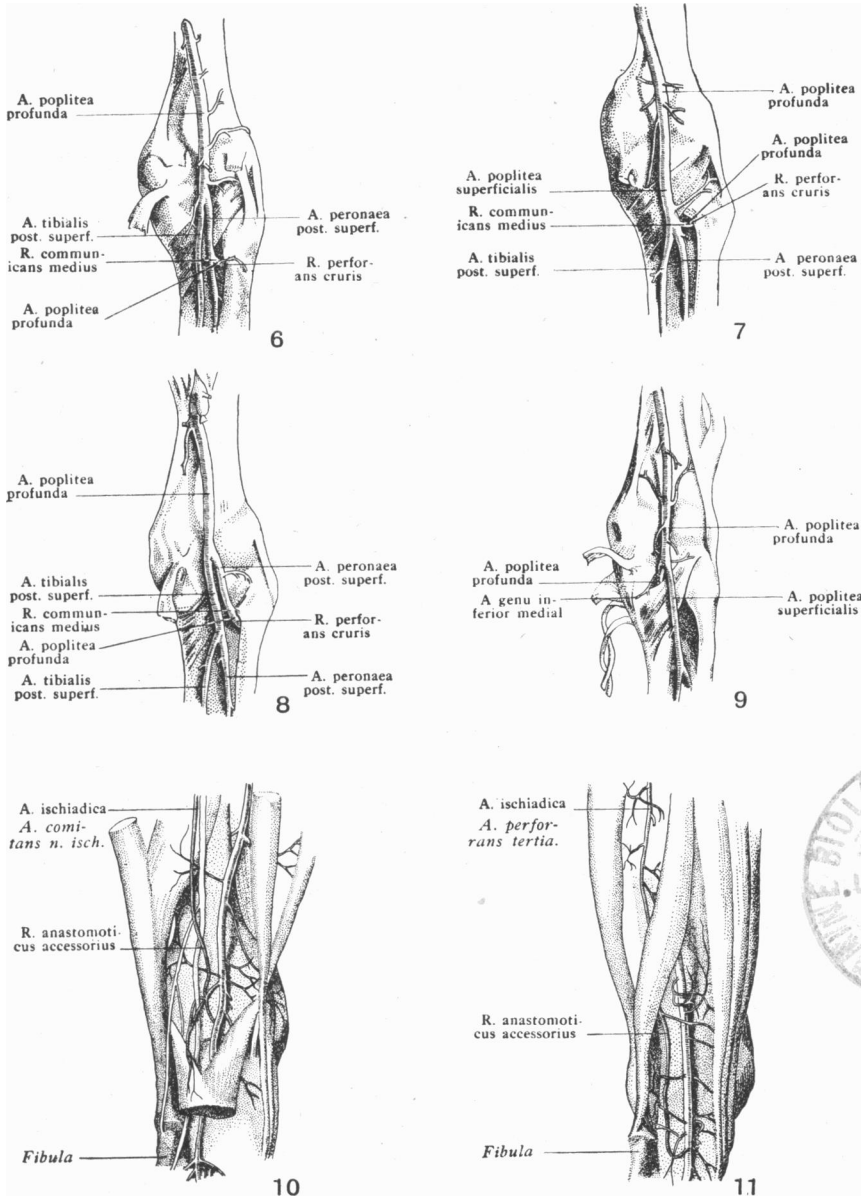 A. poplitea
profunda
A. tibialis
post. superf.
R. commun-
icans medius
A. poplitea
profunda
A. peronaea
post. superf.
R. perfor-
ans cruris
6
A. poplitea
superficialis
R. commun-
icans medius
A. tibialis
post. superf.
A. poplitea
profunda
A. poplitea
profunda
R. perfor-
ans cruris
A peronaea
post. superf.
7
A. poplitea
profunda
A. tibialis
post. superf.
R. commun-
icans medius
A. poplitea
profunda
A. tibialis
post. superf.
A. peronaea
post. superf.
R. perfor-
ans cruris
A. peronaea
post. superf.
8
A. poplitea
profunda
A genu in-
ferior medial
A. poplitea
profunda
A. poplitea
superficialis
9
A. ischiadica
A. comi-
tans n. isch.
R. anastomoti-
cus accessorius
Fibula
10
A. ischiadica
A. perfor-
rans tertia.
R. anastomoti-
cus accessorius
Fibula
11